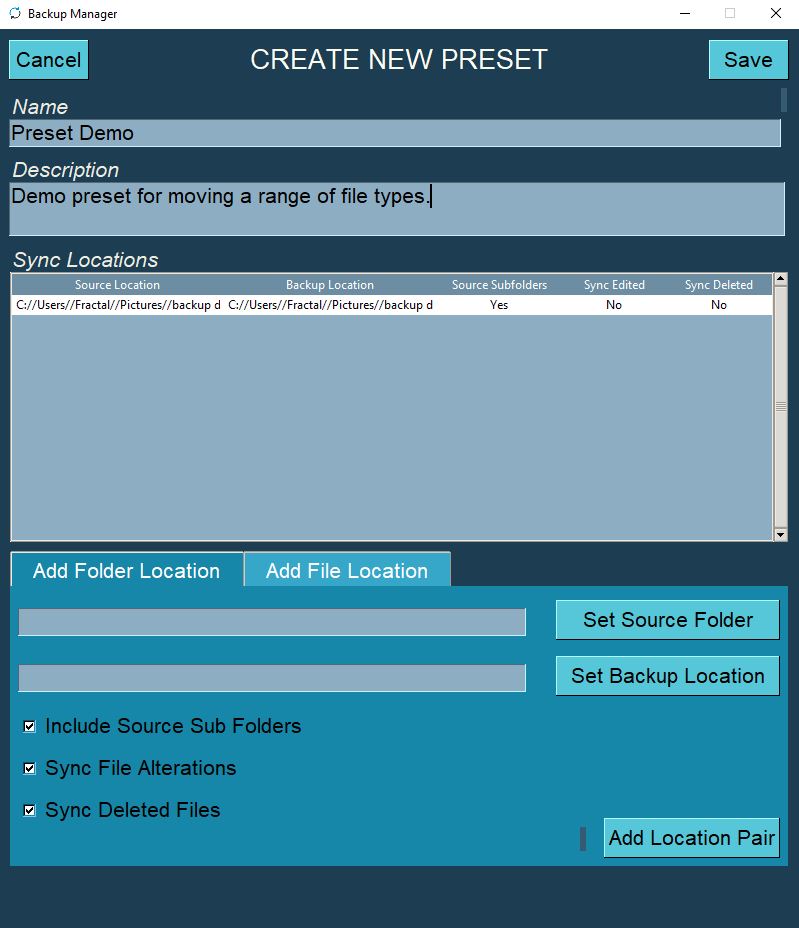 Backup Manager
Cancel
CREATE NEW PRESET
Save
Name
Preset Demo
Description
Demo preset for moving a range of file types.
Sync Locations
Source Location Backup Location Source Subfolders Sync Edited Sync Deleted
C://Users//Fractal//Pictures//backup d C://Users//Fractal//Pictures//backup d Yes No No
Add Folder Location Add File Location
Set Source Folder
Set Backup Location
Include Source Sub Folders
Sync File Alterations
Sync Deleted Files
Add Location Pair